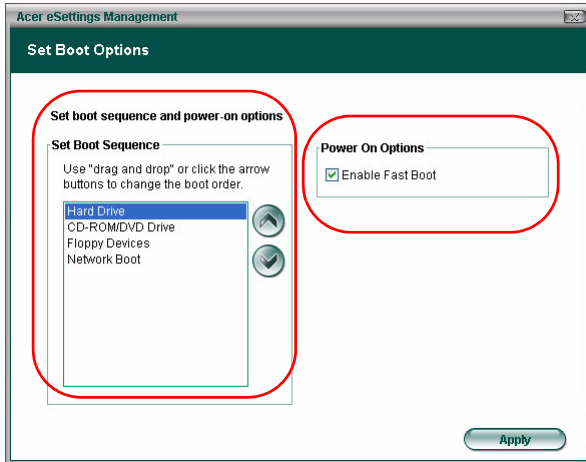 Acer eSettings Management
Set Boot Options
Set boot sequence and power-on options
Set Boot Sequence
Use "drag and drop" or click the arrow
buttons to change the boot order.
Hard Drive
CD-ROM/DVD Drive
Floppy Devices
Network Boot
Power On Options
Enable Fast Boot
Apply